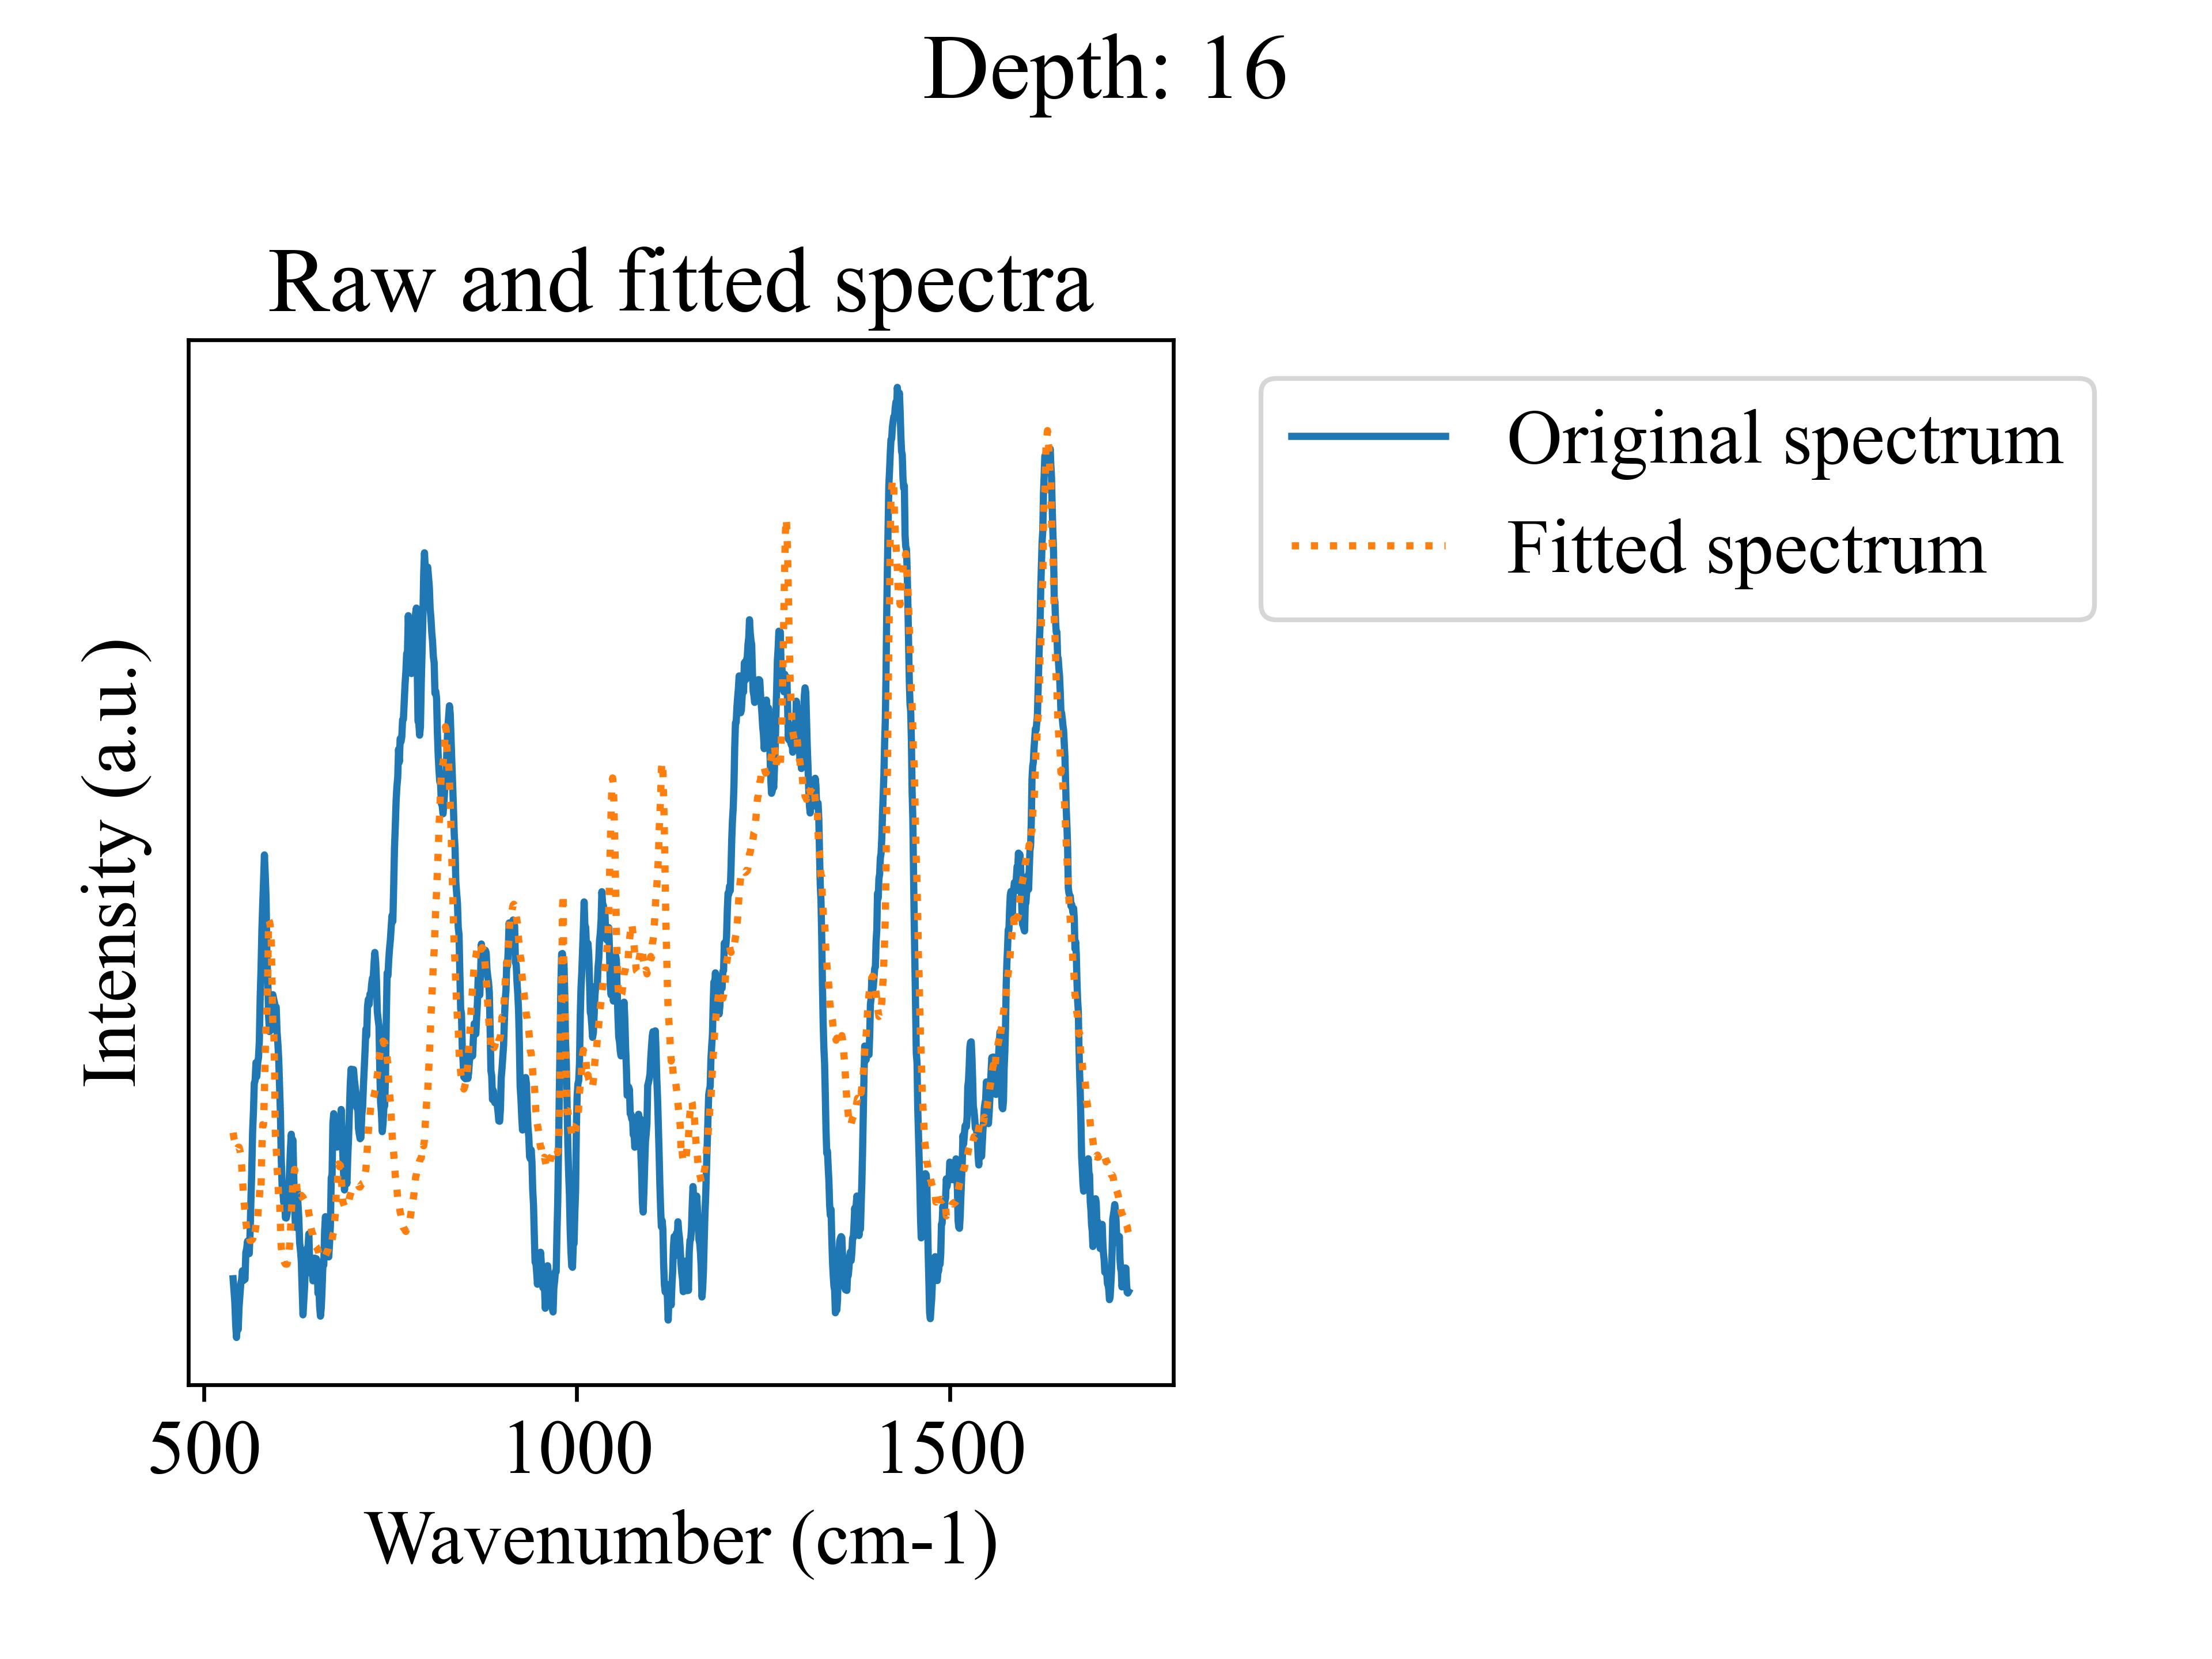 Depth: 16
Raw and fitted spectra
Original spectrum
Fitted spectrum
Intensity (a.u.)
500 1000 1500
Wavenumber (cm-1)